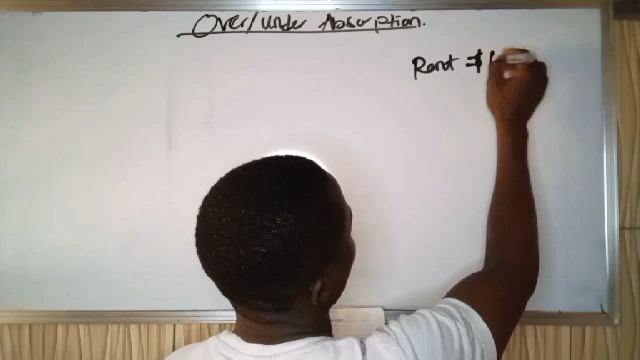 Over/under Absorption.
Rent = $